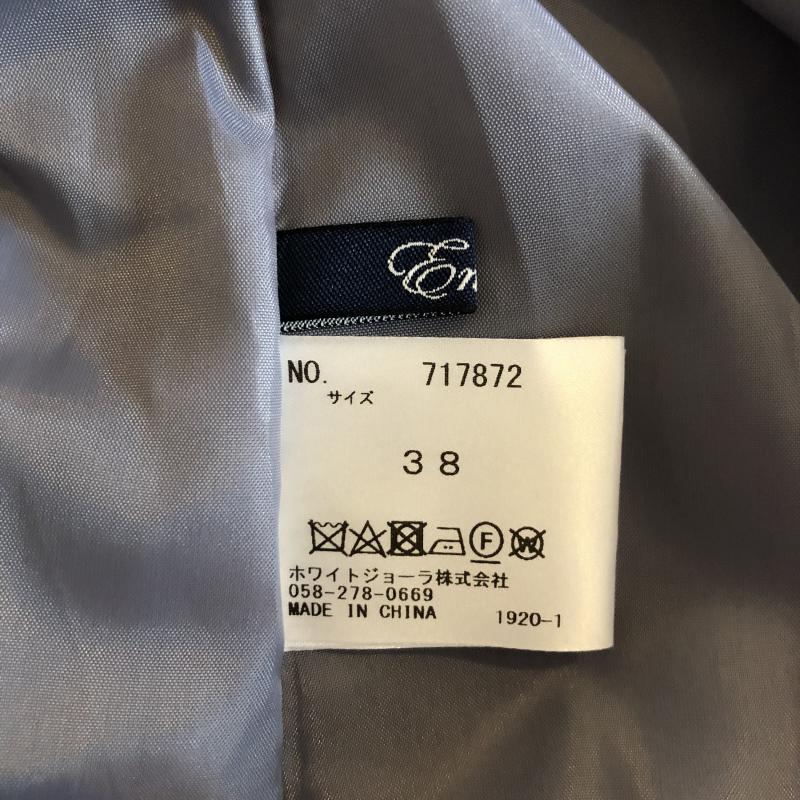 En
NO. 717872
サイズ
38
F W
ホワイトジョーラ株式会社
058-278-0669
MADE IN CHINA 1920-1